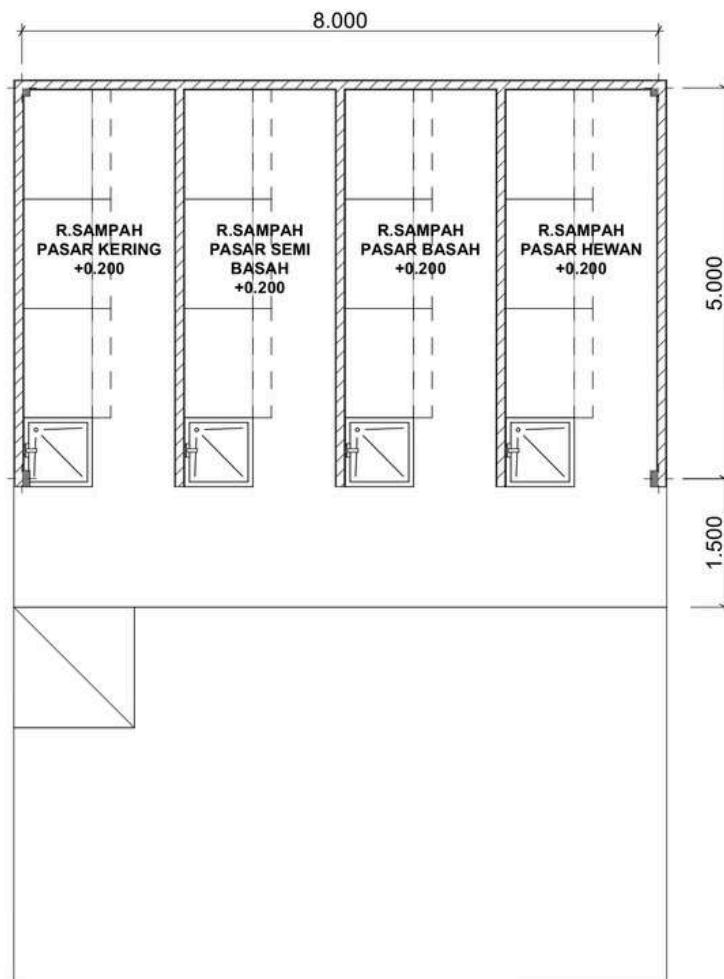 8.000
R.SAMPAH
PASAR KERING
+0.200
R.SAMPAH
PASAR SEMI
BASAH
+0.200
R.SAMPAH
PASAR BASAH
+0.200
R.SAMPAH
PASAR HEWAN
+0.200
5.000
1.500